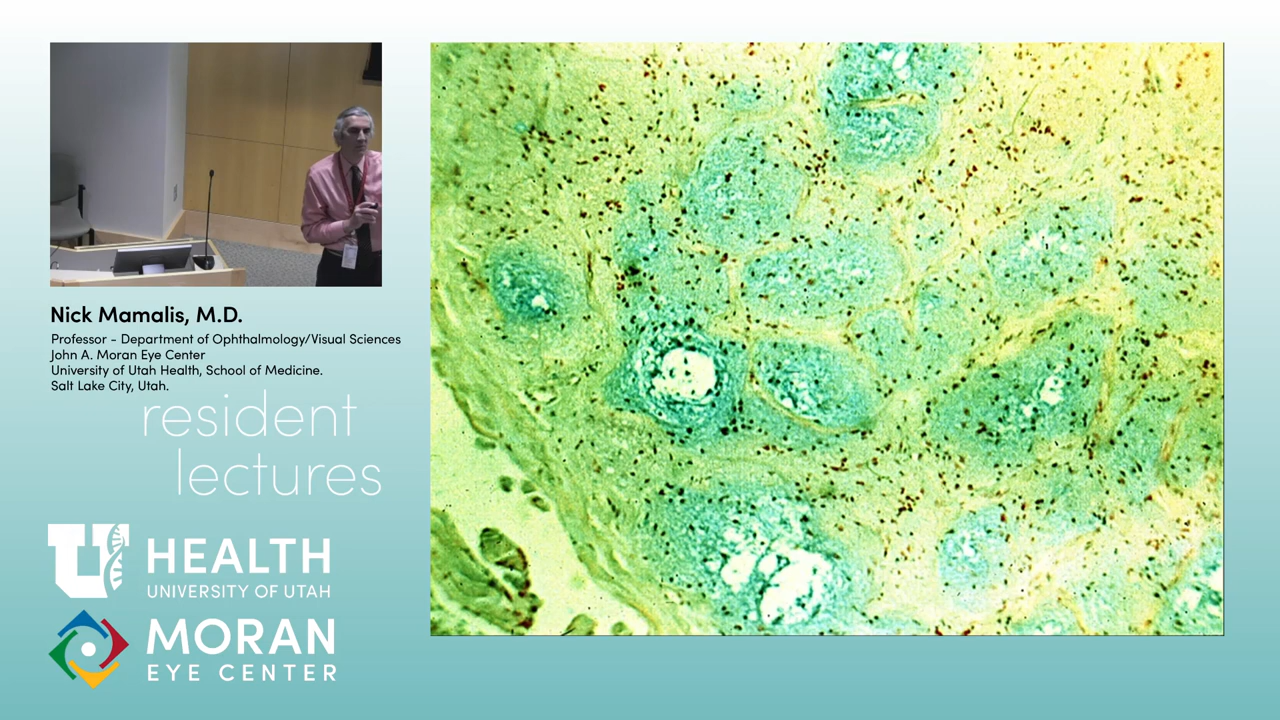 Nick Mamalis, M.D.
Professor - Department of Ophthalmology/Visual Sciences
John A. Moran Eye Center
University of Utah Health, School of Medicine.
Salt Lake City, Utah.
resident
lectures
U HEALTH
UNIVERSITY OF UTAH
MORAN
EYE CENTER